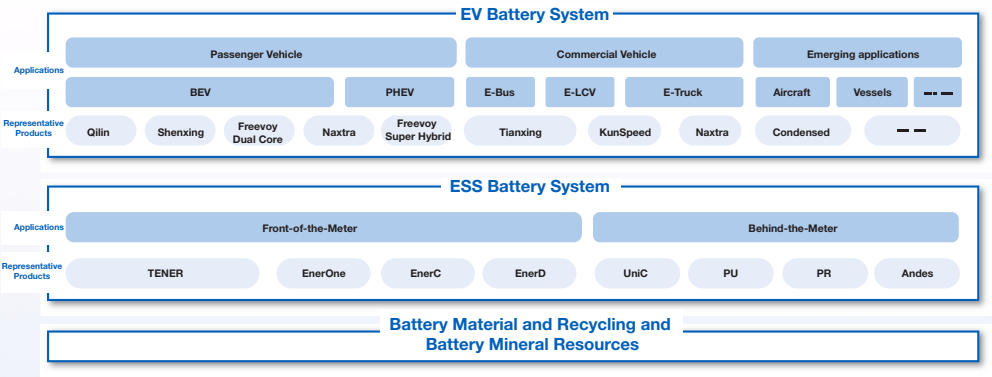 EV Battery System
Applications
Passenger Vehicle
Commercial Vehicle
Emerging applications
BEV
PHEV
E-Bus
E-LCV
E-Truck
Aircraft
Vessels
Representative
Products
Qilin
Shenxing
Freevoy
Dual Core
Naxtra
Freevoy
Super Hybrid
Tianxing
KunSpeed
Naxtra
Condensed
ESS Battery System
Applications
Front-of-the-Meter
Behind-the-Meter
Representative
Products
TENER
EnerOne
EnerC
EnerD
UniC
PU
PR
Andes
Battery Material and Recycling and
Battery Mineral Resources